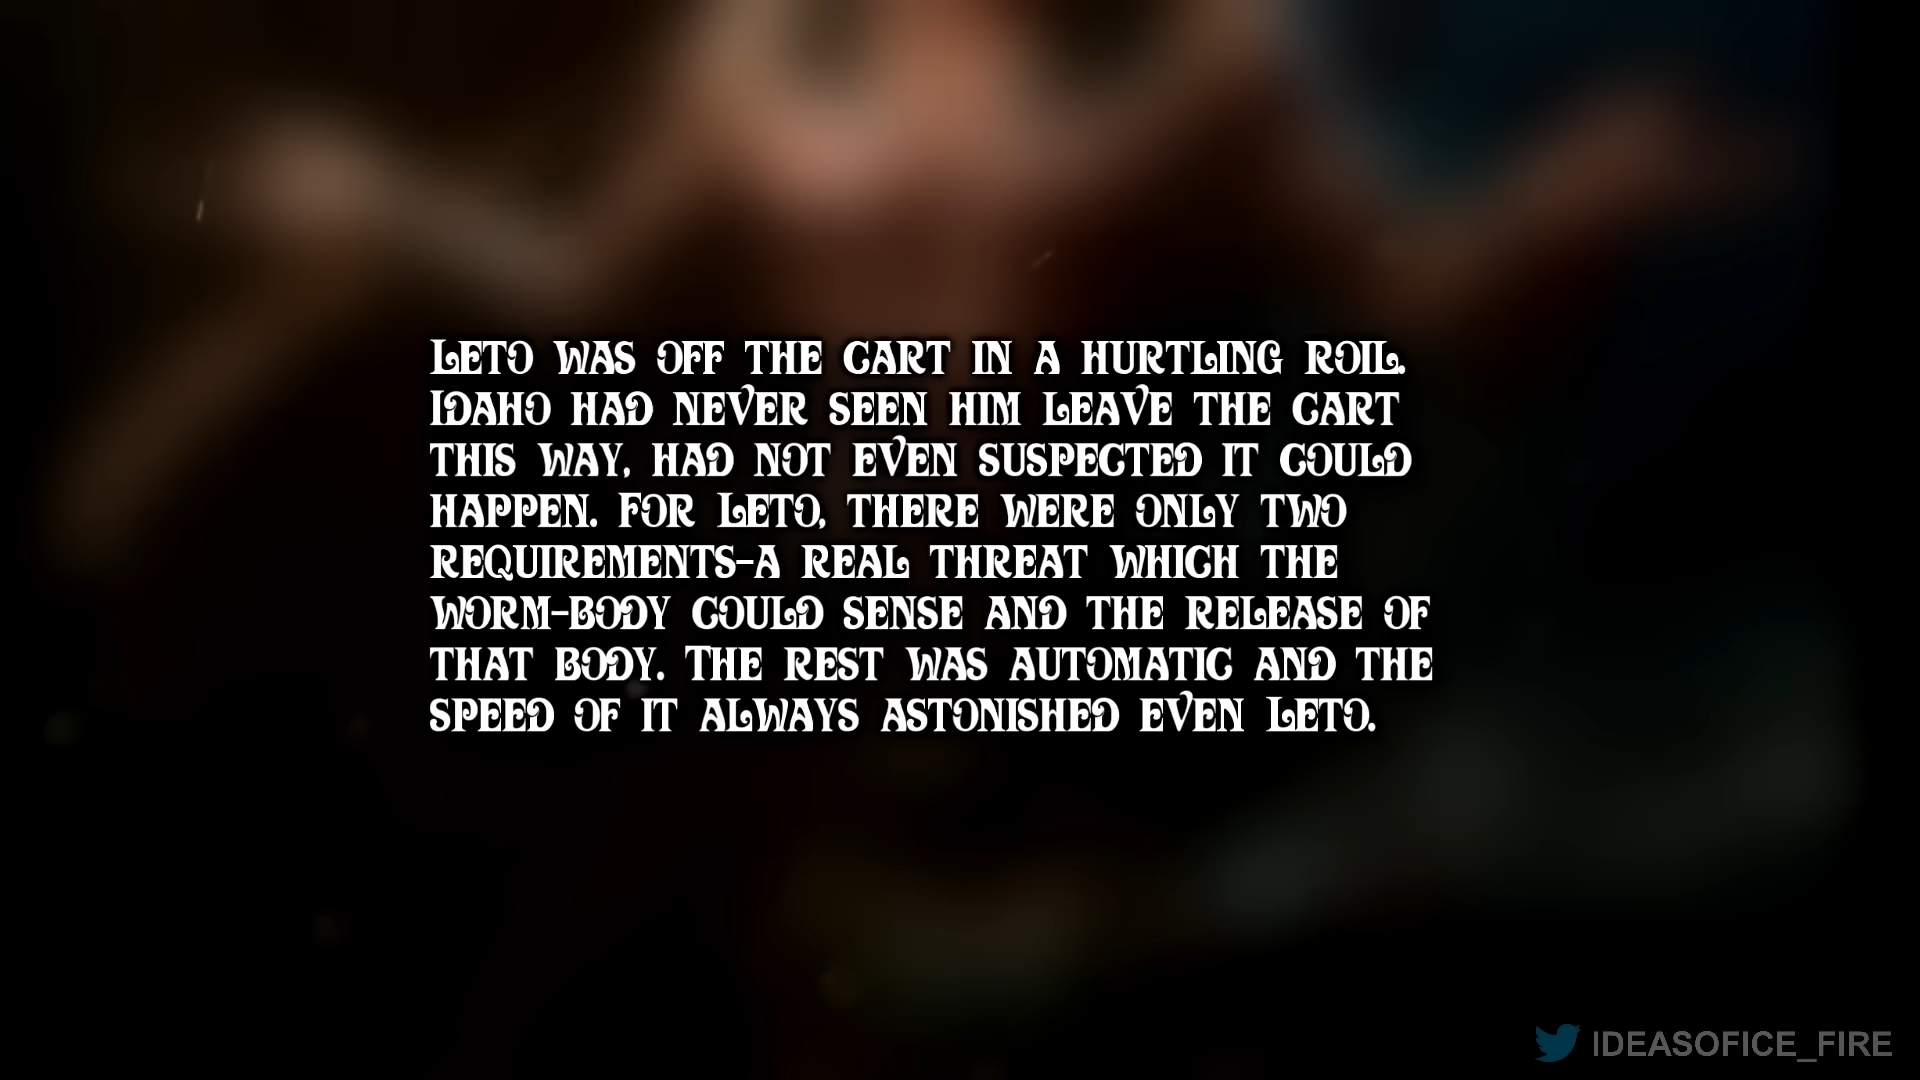 Leto was off the cart in a hurtling roil.
Idaho had never seen him leave the cart
this way, had not even suspected it could
happen. For Leto, there were only two
requirements—a real threat which the
worm-body could sense and the release of
that body. The rest was automatic and the
speed of it always astonished even Leto.
IDEASOFICE_FIRE